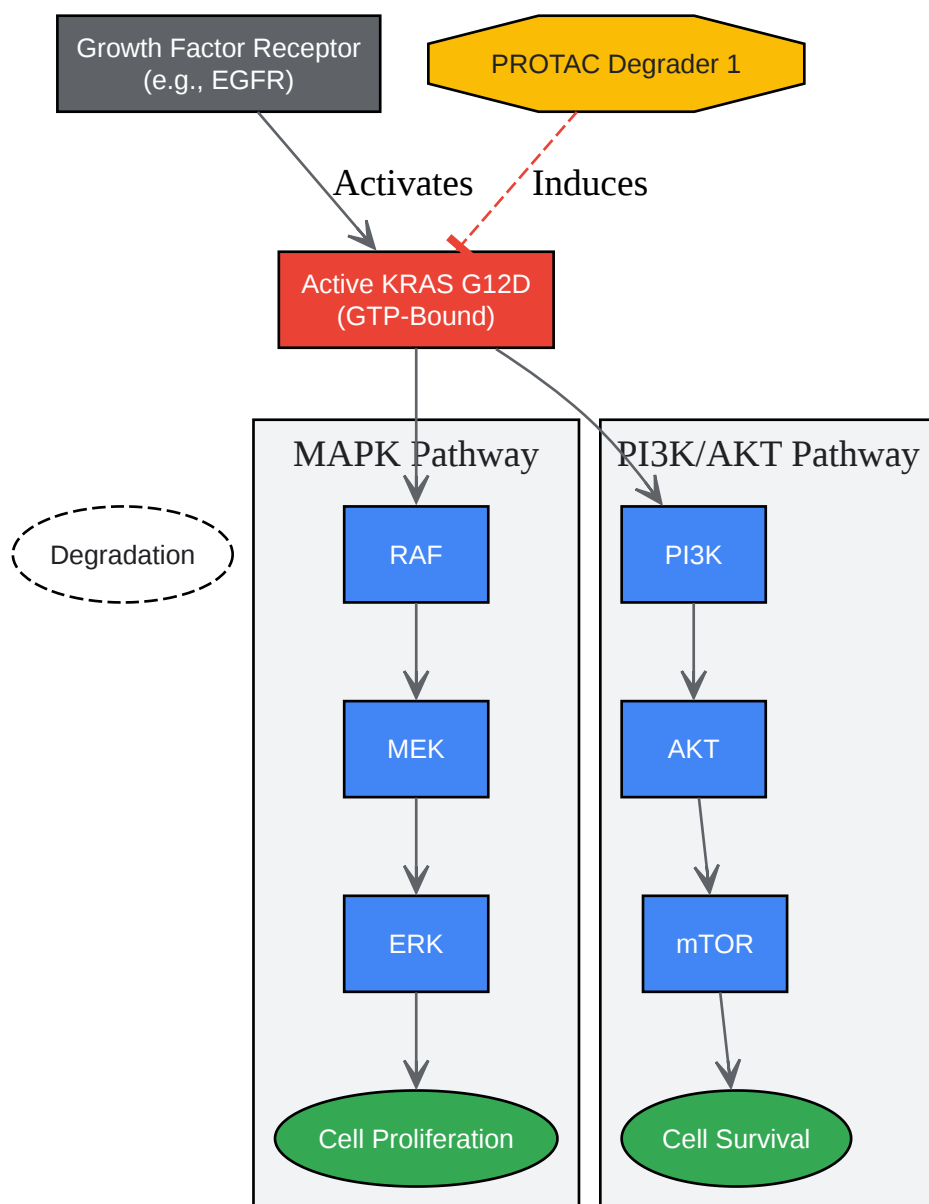 Growth Factor Receptor
(e.g., EGFR)
PROTAC Degrader 1
Activates
Induces
Active KRAS G12D
(GTP-Bound)
MAPK Pathway
PI3K/AKT Pathway
Degradation
RAF
PI3K
MEK
AKT
ERK
mTOR
Cell Proliferation
Cell Survival